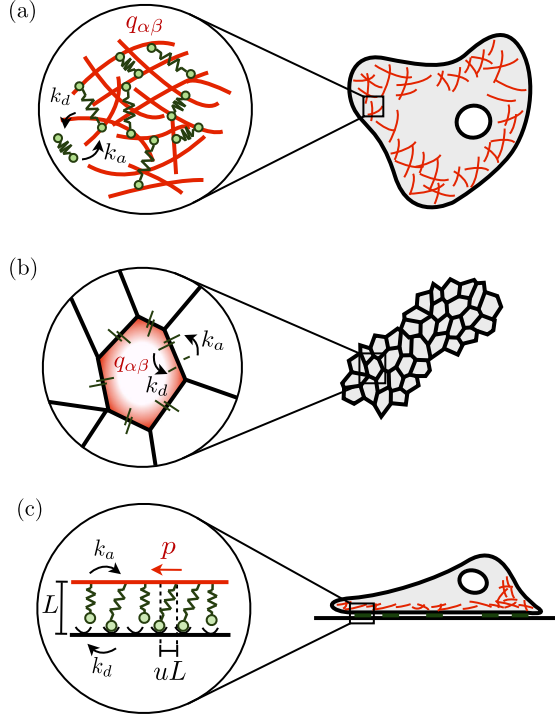 (a)
q_{αβ}
k_d
k_a
(b)
k_a
q_{αβ}
k_d
(c)
k_a
p
L
k_d
uL